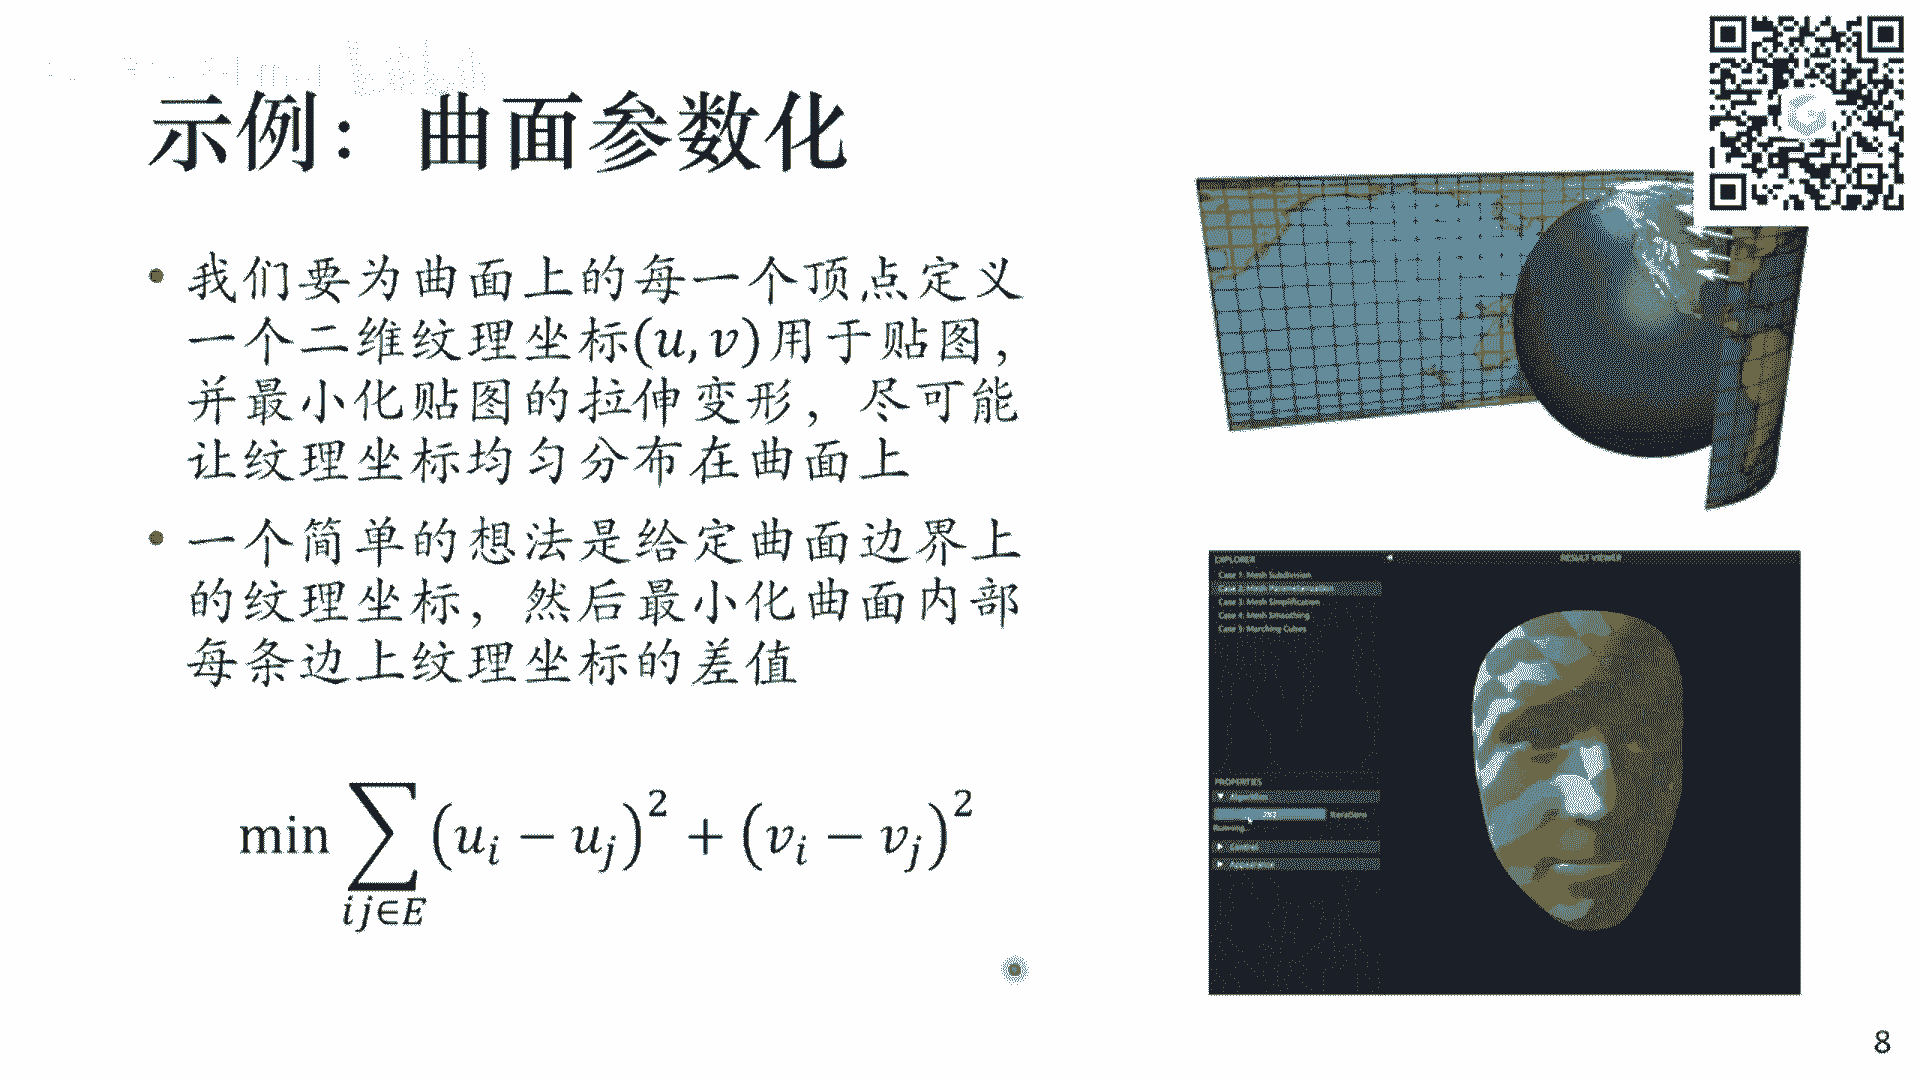 示例：曲面参数化
• 我们要为曲面上的每一个顶点定义
一个二维纹理坐标(u, v)用于贴图，
并最小化贴图的拉伸变形，尽可能
让纹理坐标均匀分布在曲面上
• 一个简单的想法是给定曲面边界上
的纹理坐标，然后最小化曲面内部
每条边上纹理坐标的差值
min ∑_{ij∈E} (u_i − u_j)^2 + (v_i − v_j)^2
EXPLORER
RESULT VIEWER
Case 1: Mesh Subdivision
Case 2: Mesh Parameterization
Case 3: Mesh Simplification
Case 4: Mesh Smoothing
Case 5: Marching Cubes
PROPERTIES
Iterations
Running...
Control
Appearance
8